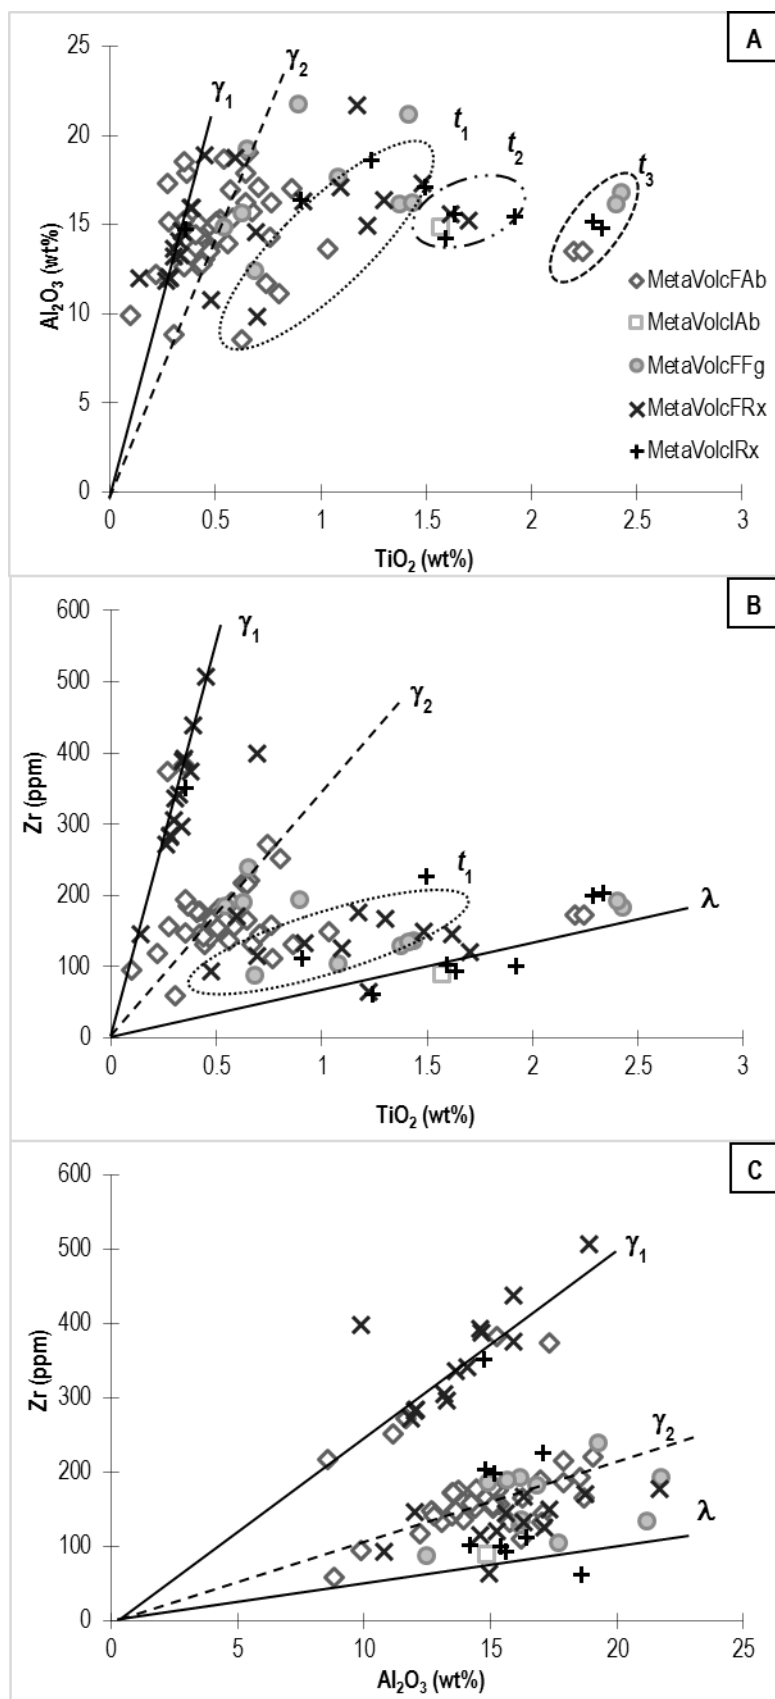 A
25
20
15
10
5
0
Al₂O₃ (wt%)
γ₁
γ₂
t₁
t₂
t₃
MetaVolcFAb
MetaVolcIAb
MetaVolcFFg
MetaVolcFRx
MetaVolcIRx
0 0.5 1 1.5 2 2.5 3
TiO₂ (wt%)
B
600
500
400
300
200
100
0
Zr (ppm)
γ₁
γ₂
t₁
λ
0 0.5 1 1.5 2 2.5 3
TiO₂ (wt%)
C
600
500
400
300
200
100
0
Zr (ppm)
γ₁
γ₂
λ
0 5 10 15 20 25
Al₂O₃ (wt%)